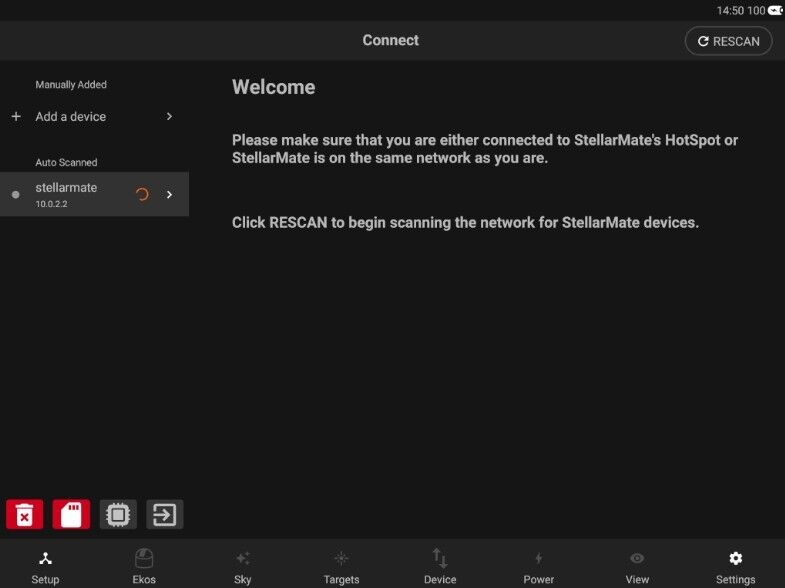 14:50 100
Connect
RESCAN
Manually Added
Add a device
Auto Scanned
stellarmate
10.0.2.2
Welcome
Please make sure that you are either connected to StellarMate's HotSpot or
StellarMate is on the same network as you are.
Click RESCAN to begin scanning the network for StellarMate devices.
Setup
Ekos
Sky
Targets
Device
Power
View
Settings